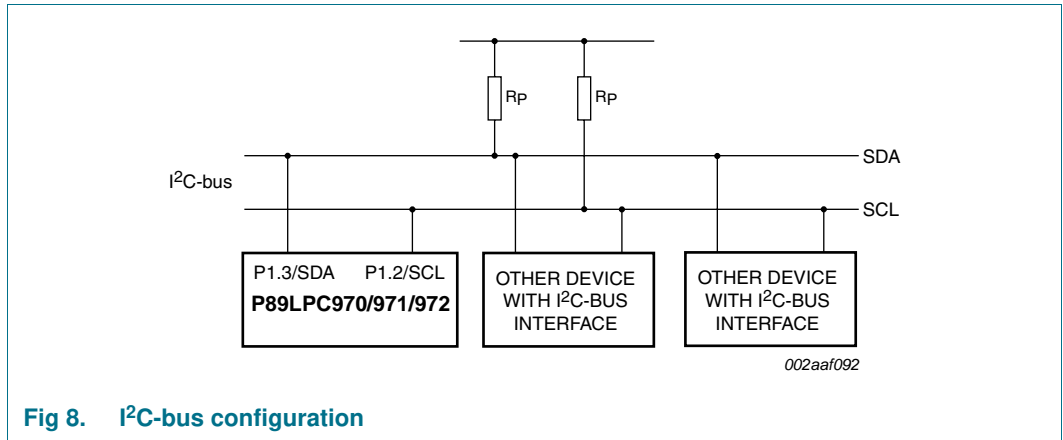 RP RP
SDA
I2C-bus
SCL
P1.3/SDA P1.2/SCL
P89LPC970/971/972
OTHER DEVICE
WITH I2C-BUS
INTERFACE
OTHER DEVICE
WITH I2C-BUS
INTERFACE
002aaf092
Fig 8. I2C-bus configuration